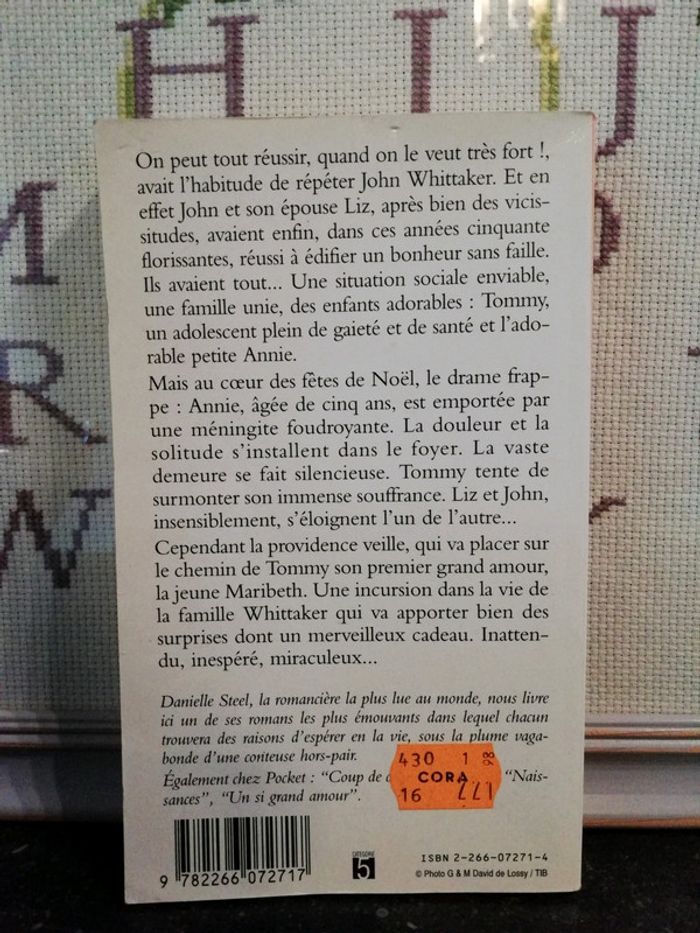 H I J
M
R
W
On peut tout réussir, quand on le veut très fort !,
avait l'habitude de répéter John Whittaker. Et en
effet John et son épouse Liz, après bien des vicis-
situdes, avaient enfin, dans ces années cinquante
florissantes, réussi à édifier un bonheur sans faille.
Ils avaient tout... Une situation sociale enviable,
une famille unie, des enfants adorables : Tommy,
un adolescent plein de gaieté et de santé et l'ado-
rable petite Annie.
Mais au cœur des fêtes de Noël, le drame frap-
pe : Annie, âgée de cinq ans, est emportée par
une méningite foudroyante. La douleur et la
solitude s'installent dans le foyer. La vaste
demeure se fait silencieuse. Tommy tente de
surmonter son immense souffrance. Liz et John,
insensiblement, s'éloignent l'un de l'autre...
Cependant la providence veille, qui va placer sur
le chemin de Tommy son premier grand amour,
la jeune Maribeth. Une incursion dans la vie de
la famille Whittaker qui va apporter bien des
surprises dont un merveilleux cadeau. Inatten-
du, inespéré, miraculeux...
Danielle Steel, la romancière la plus lue au monde, nous livre
ici un de ses romans les plus émouvants dans lequel chacun
trouvera des raisons d'espérer en la vie, sous la plume vaga-
bonde d'une conteuse hors-pair.
Également chez Pocket : "Coup de "Nais-
sances", "Un si grand amour".
430 1 98
CORA
16 221
CATÉGORIE
5
ISBN 2-266-07271-4
© Photo G & M David de Lossy / TIB
9 782266 072717